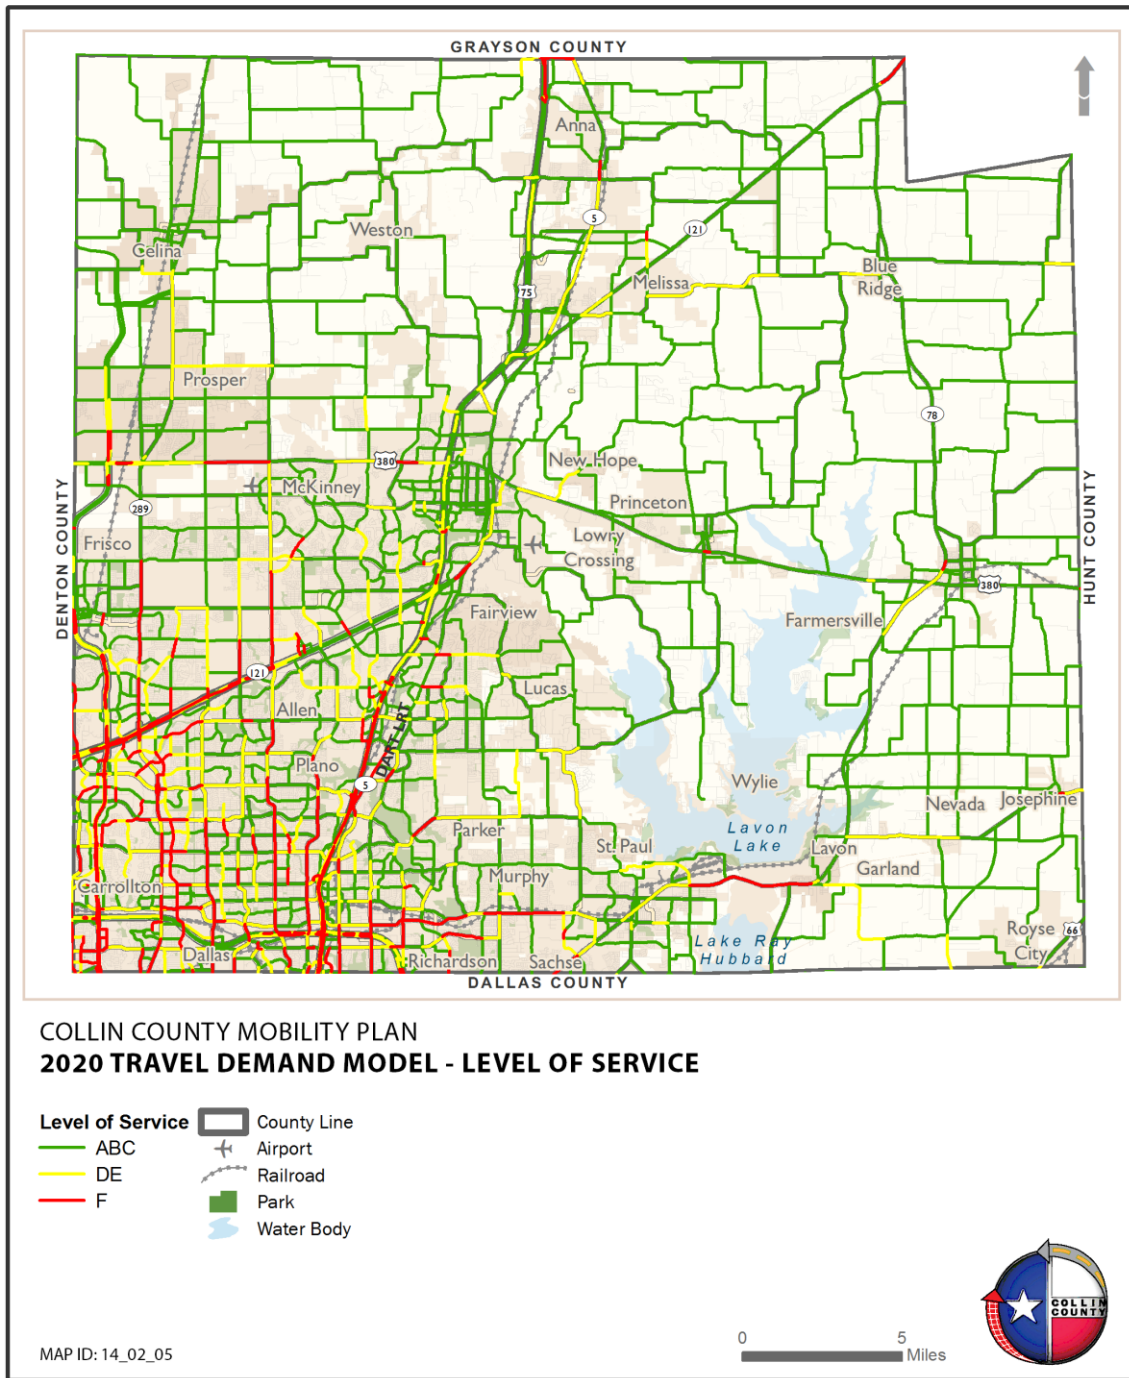 GRAYSON COUNTY
Anna
5
121
Weston
Celina
Blue
Ridge
Melissa
75
Prosper
78
380
New Hope
McKinney
Princeton
289
Lowry
Crossing
Frisco
DENTON COUNTY
HUNT COUNTY
380
Fairview
Farmersville
121
Lucas
Allen
DART LRT
Plano
5
Wylie
Nevada
Josephine
Parker
Lavon
Lake
St. Paul
Lavon
Garland
Murphy
Carrollton
Royse
City
66
Lake Ray
Hubbard
Dallas
Richardson
Sachse
DALLAS COUNTY
COLLIN COUNTY MOBILITY PLAN
2020 TRAVEL DEMAND MODEL - LEVEL OF SERVICE
Level of Service
ABC
DE
F
County Line
Airport
Railroad
Park
Water Body
COLLIN
COUNTY
MAP ID: 14_02_05
0 5
Miles